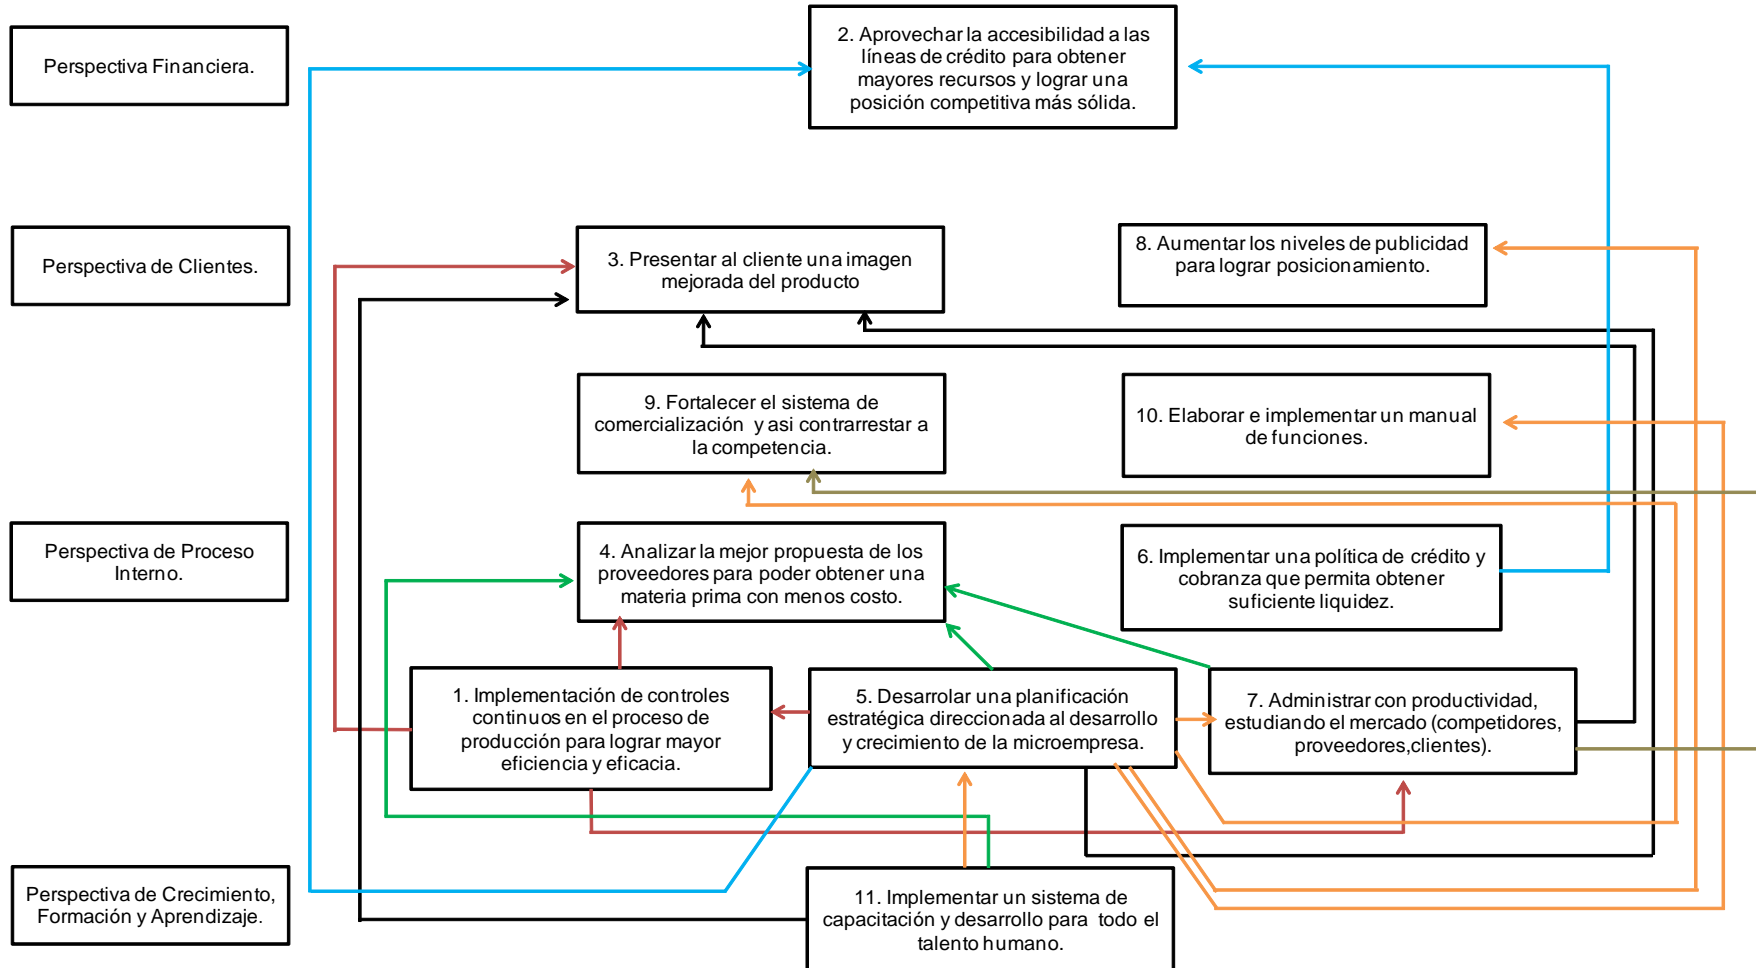 Perspectiva Financiera.
2. Aprovechar la accesibilidad a las
líneas de crédito para obtener
mayores recursos y lograr una
posición competitiva más sólida.
Perspectiva de Clientes.
3. Presentar al cliente una imagen
mejorada del producto
8. Aumentar los niveles de publicidad
para lograr posicionamiento.
9. Fortalecer el sistema de
comercialización y asi contrarrestar a
la competencia.
10. Elaborar e implementar un manual
de funciones.
Perspectiva de Proceso
Interno.
4. Analizar la mejor propuesta de los
proveedores para poder obtener una
materia prima con menos costo.
6. Implementar una política de crédito y
cobranza que permita obtener
suficiente liquidez.
1. Implementación de controles
continuos en el proceso de
producción para lograr mayor
eficiencia y eficacia.
5. Desarrolar una planificación
estratégica direccionada al desarrollo
y crecimiento de la microempresa.
7. Administrar con productividad,
estudiando el mercado (competidores,
proveedores,clientes).
Perspectiva de Crecimiento,
Formación y Aprendizaje.
11. Implementar un sistema de
capacitación y desarrollo para todo el
talento humano.